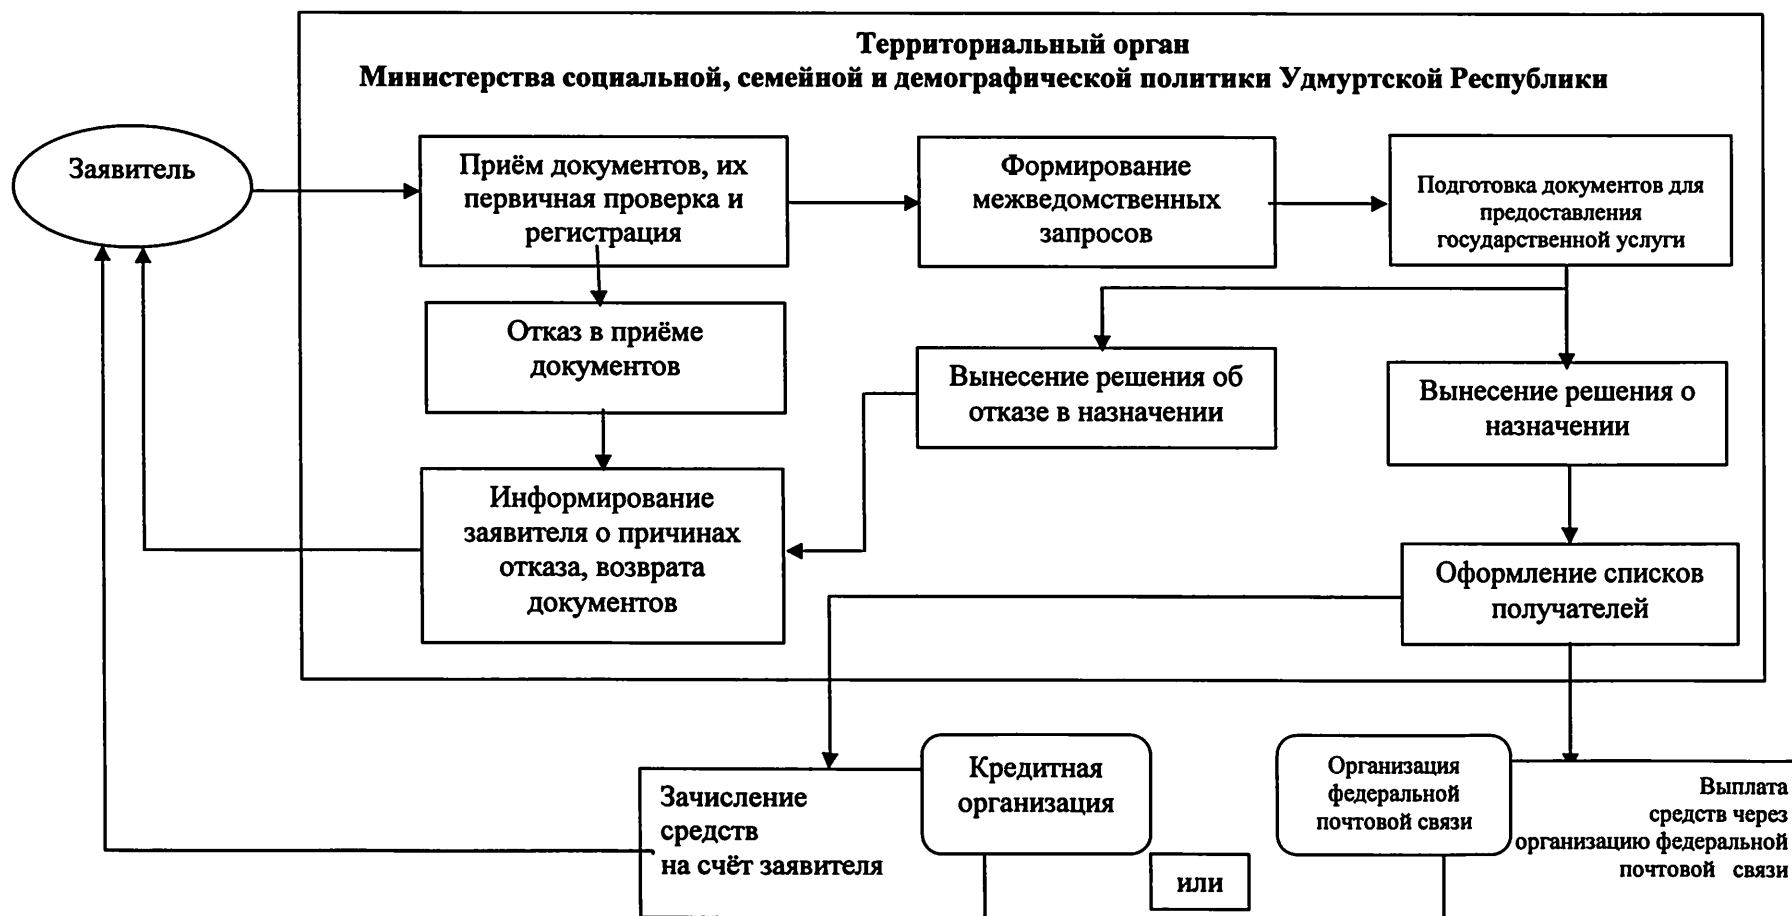 Территориальный орган
Министерства социальной, семейной и демографической политики Удмуртской Республики
Заявитель
Приём документов, их
первичная проверка и
регистрация
Формирование
межведомственных
запросов
Подготовка документов для
предоставления
государственной услуги
Отказ в приёме
документов
Вынесение решения об
отказе в назначении
Вынесение решения о
назначении
Информирование
заявителя о причинах
отказа, возврата
документов
Оформление списков
получателей
Зачисление
средств
на счёт заявителя
Кредитная
организация
или
Организация
федеральной
почтовой связи
Выплата
средств через
организацию федеральной
почтовой связи